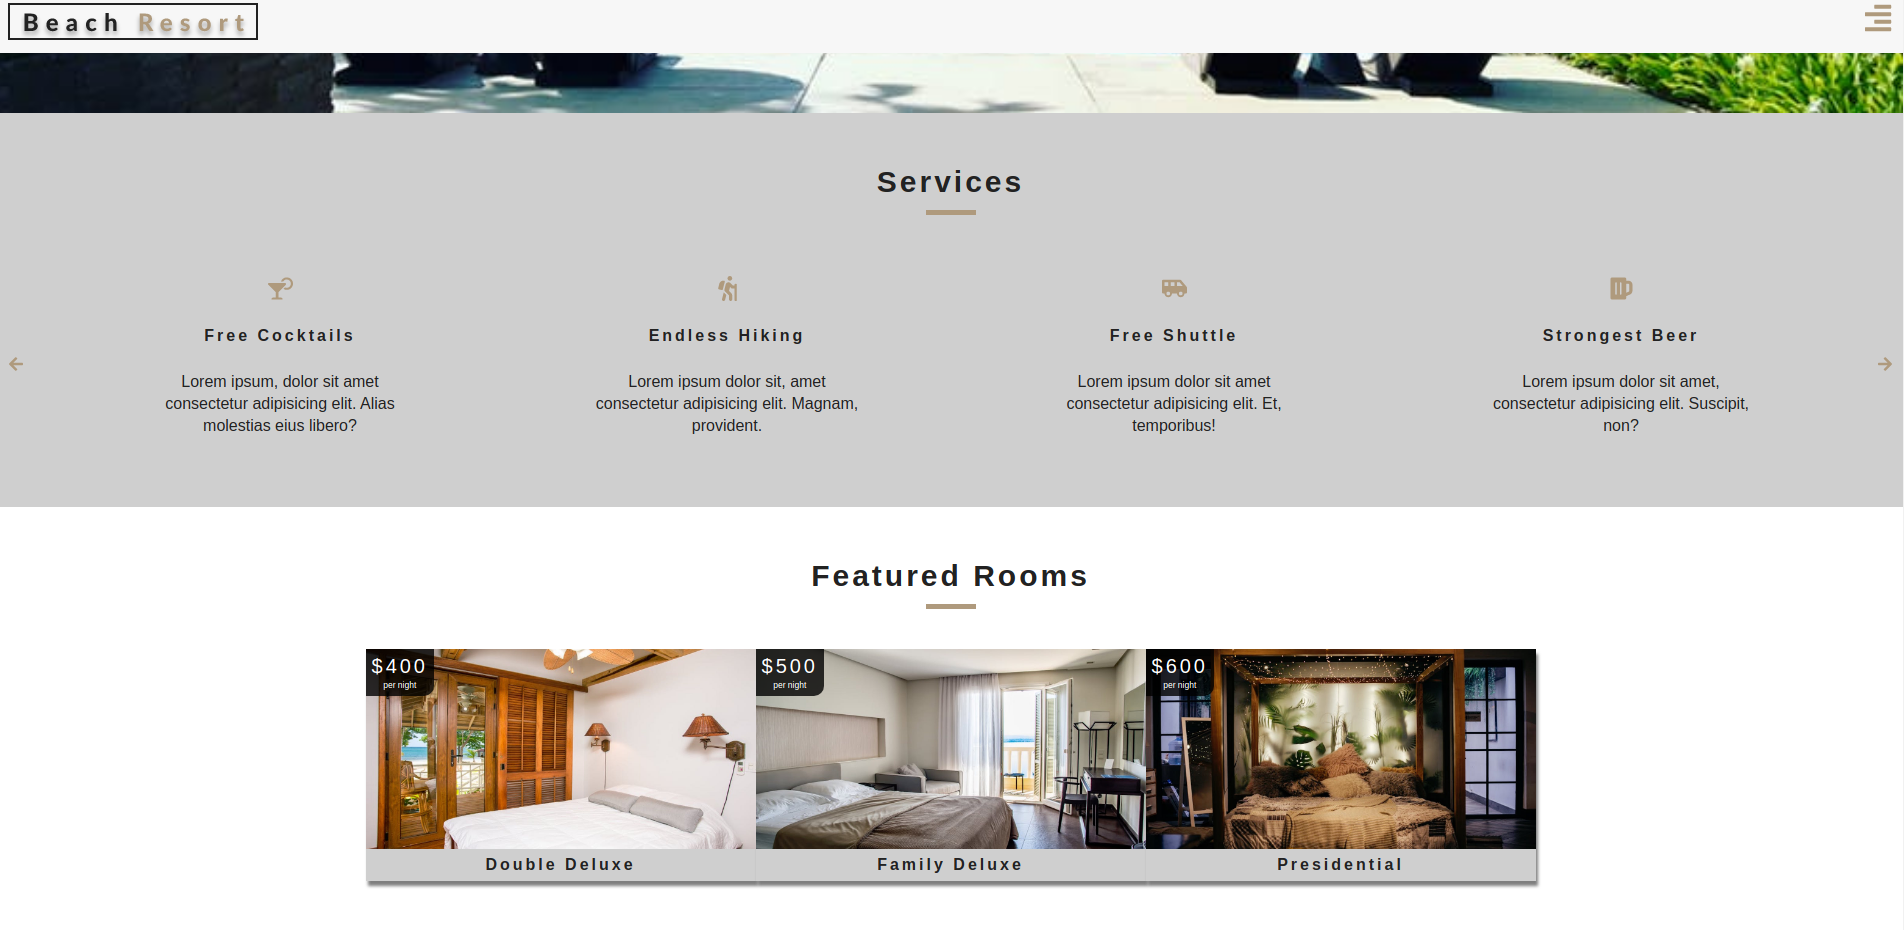 Beach Resort
Services
Free Cocktails
Lorem ipsum, dolor sit amet
consectetur adipisicing elit. Alias
molestias eius libero?
Endless Hiking
Lorem ipsum dolor sit, amet
consectetur adipisicing elit. Magnam,
provident.
Free Shuttle
Lorem ipsum dolor sit amet
consectetur adipisicing elit. Et,
temporibus!
Strongest Beer
Lorem ipsum dolor sit amet,
consectetur adipisicing elit. Suscipit,
non?
Featured Rooms
$400
per night
Double Deluxe
$500
per night
Family Deluxe
$600
per night
Presidential